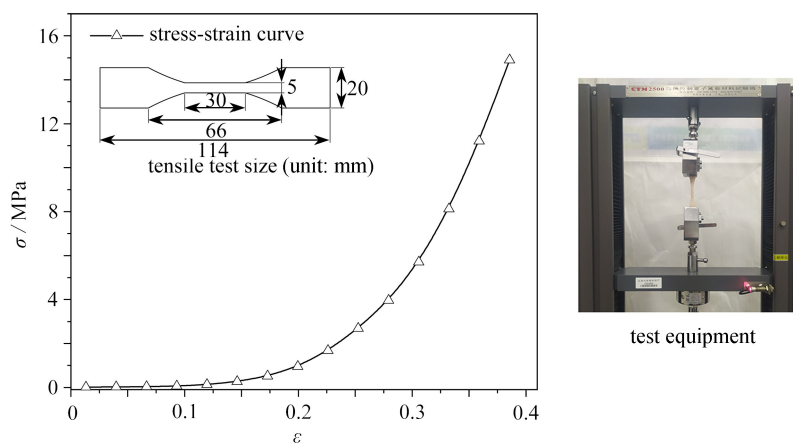 16
12
8
4
0
σ / MPa
stress-strain curve
5
20
30
66
114
tensile test size (unit: mm)
0
0.1
0.2
0.3
0.4
ε
CTM2500
test equipment